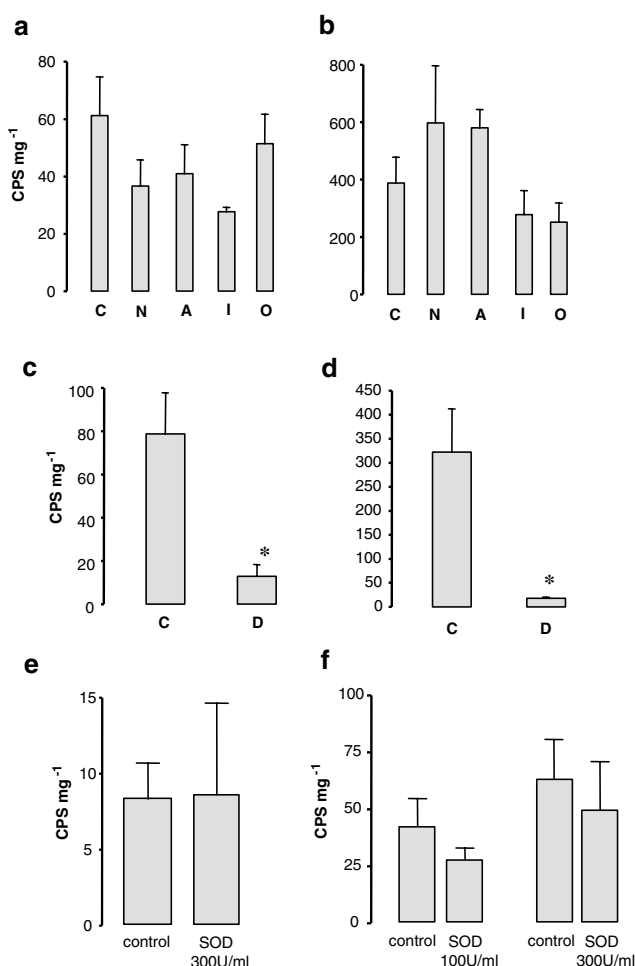 a
80
60
40
20
0
CPS mg-1
C N A I O
b
800
600
400
200
0
C N A I O
c
100
80
60
40
20
0
CPS mg-1
*
C D
d
450
400
350
300
250
200
150
100
50
0
*
C D
e
15
10
5
0
CPS mg-1
control SOD
300U/ml
f
100
75
50
25
0
CPS mg-1
control SOD control SOD
100U/ml 300U/ml